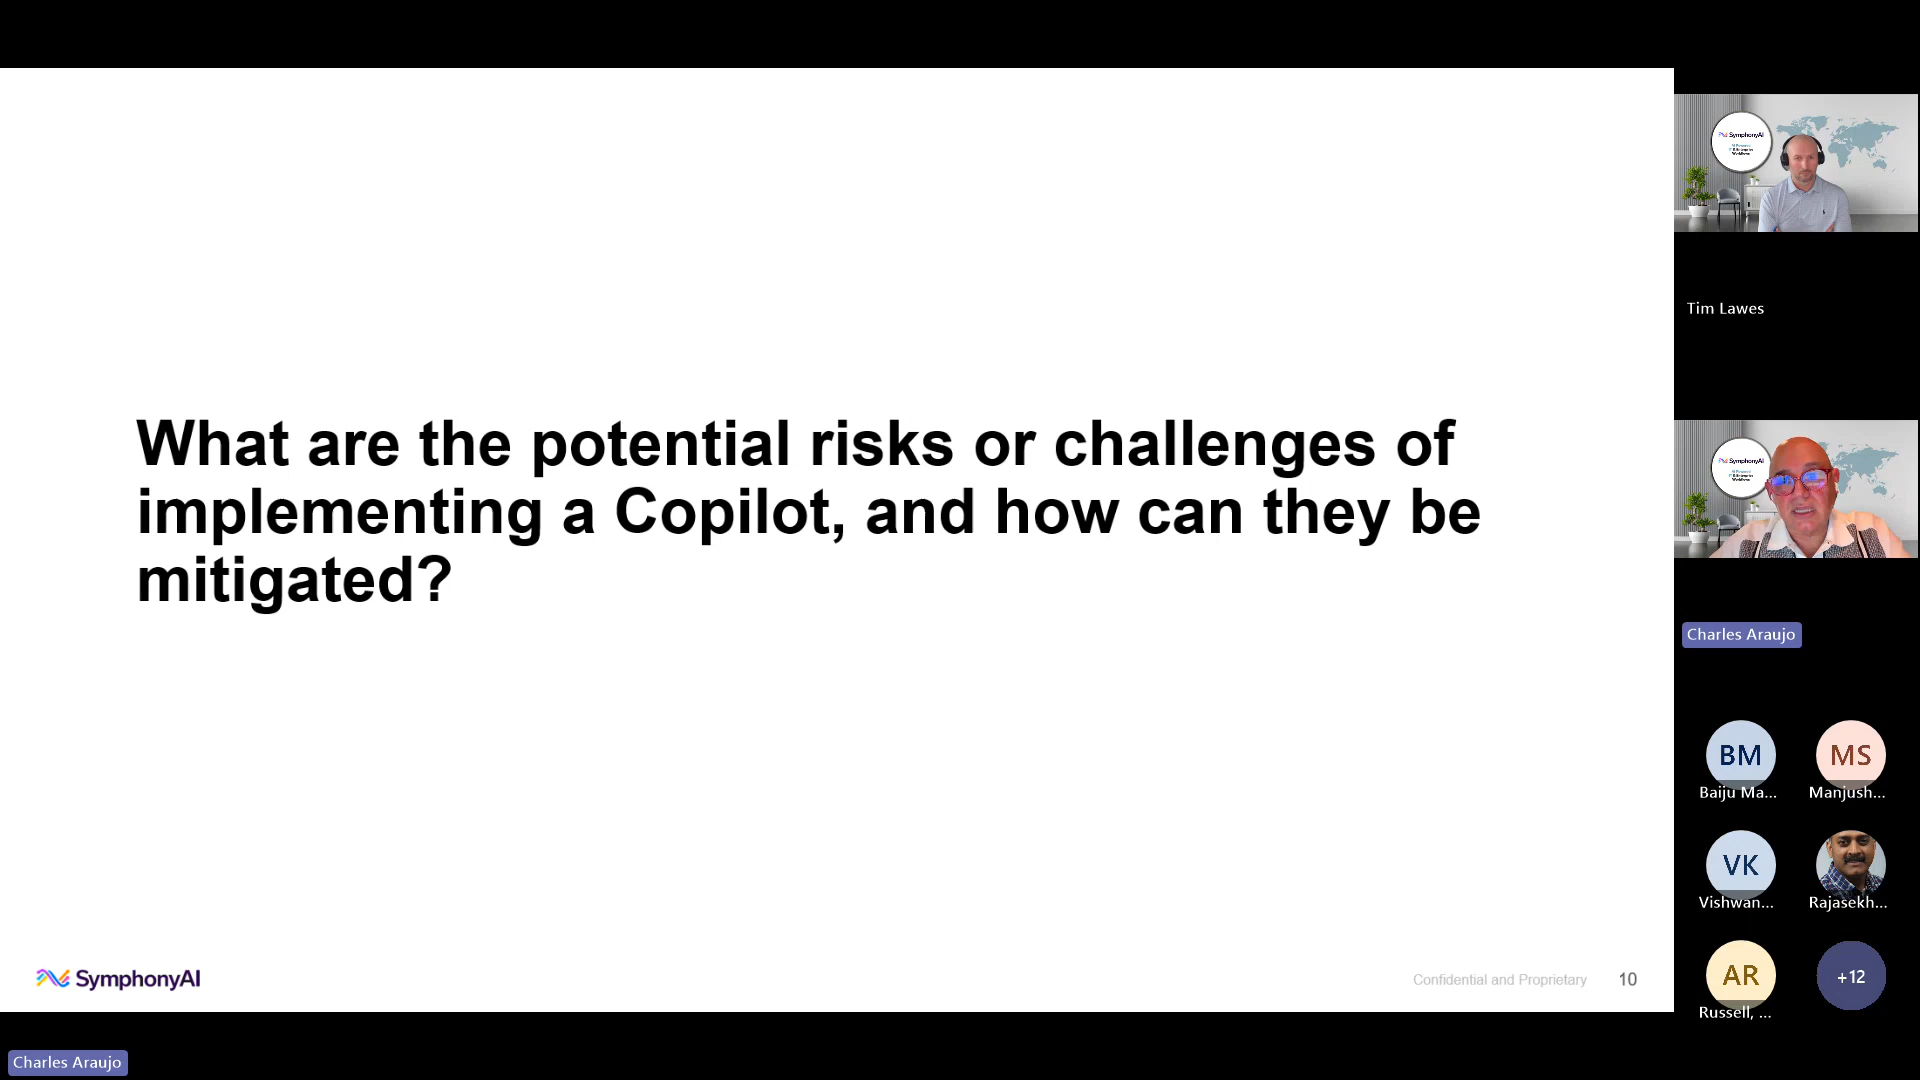 What are the potential risks or challenges of
implementing a Copilot, and how can they be
mitigated?
SymphonyAI
Confidential and Proprietary
10
SymphonyAI
Tim Lawes
SymphonyAI
Charles Araujo
BM
Baiju Ma...
MS
Manjush...
VK
Vishwan...
Rajasekh...
AR
Russell, ...
+12
Charles Araujo